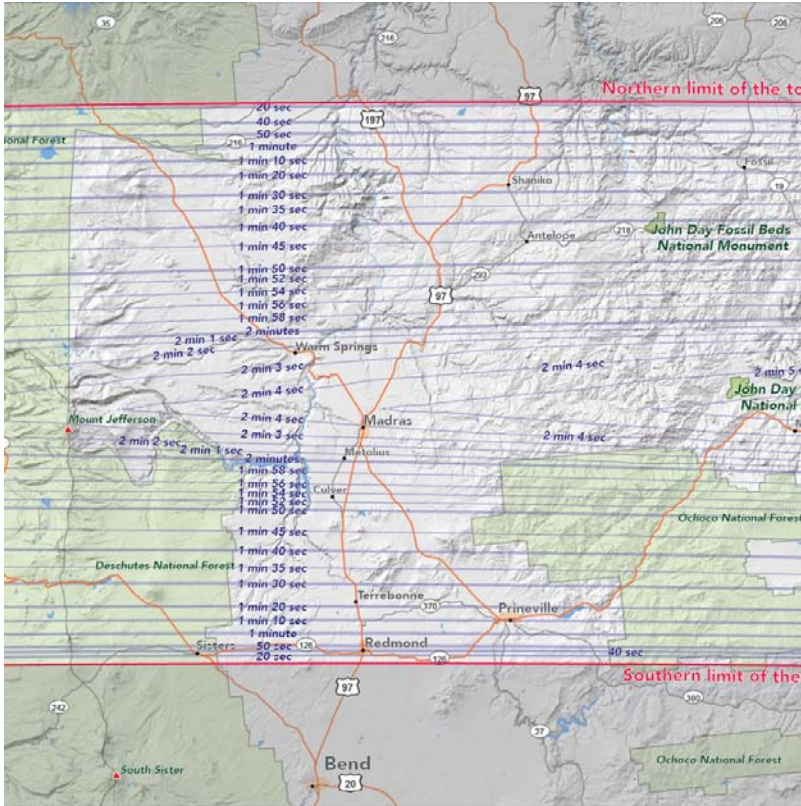 35
216
206
206
97
Northern limit of the to
20 sec
40 sec
197
50 sec
ional Forest
216
1 minute
1 min 10 sec
1 min 20 sec
Fossil
Shaniko
19
1 min 30 sec
1 min 35 sec
1 min 40 sec
218
John Day Fossil Beds
National Monument
Antelope
1 min 45 sec
1 min 50 sec
293
1 min 52 sec
1 min 54 sec
97
1 min 56 sec
1 min 58 sec
2 minutes
2 min 1 sec
2 min 2 sec
Warm Springs
2 min 3 sec
2 min 4 sec
2 min 5
2 min 4 sec
John Day
National
Mount Jefferson
2 min 4 sec
Madras
2 min 3 sec
2 min 4 sec
2 min 2 sec
2 min 1 sec
2 minutes
Metolius
1 min 58 sec
1 min 56 sec
1 min 54 sec
Culver
1 min 52 sec
1 min 50 sec
Ochoco National Forest
1 min 45 sec
1 min 40 sec
Deschutes National Forest
1 min 35 sec
1 min 30 sec
Terrebonne
1 min 20 sec
370
Prineville
1 min 10 sec
1 minute
Sisters
50 sec
126
Redmond
20 sec
126
40 sec
Southern limit of the
97
380
242
27
South Sister
Bend
20
Ochoco National Forest